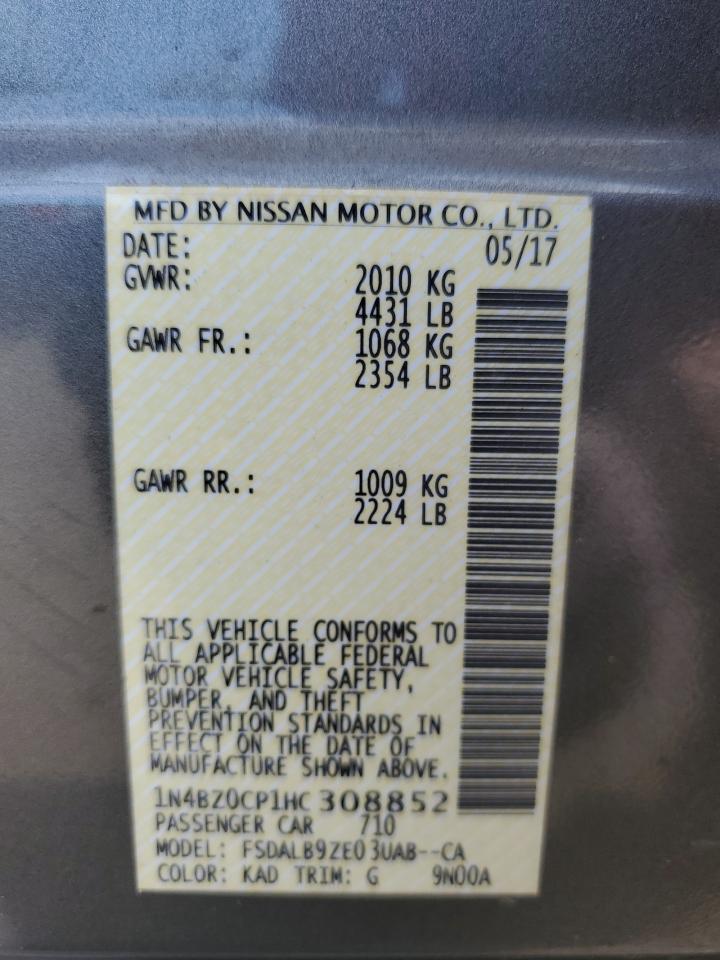 MFD BY NISSAN MOTOR CO., LTD.
DATE: 05/17
GVWR: 2010 KG
4431 LB
GAWR FR.: 1068 KG
2354 LB
GAWR RR.: 1009 KG
2224 LB
THIS VEHICLE CONFORMS TO
ALL APPLICABLE FEDERAL
MOTOR VEHICLE SAFETY,
BUMPER, AND THEFT
PREVENTION STANDARDS IN
EFFECT ON THE DATE OF
MANUFACTURE SHOWN ABOVE.
1N4BZ0CP1HC 308852
PASSENGER CAR 710
MODEL: FSDALB9ZE03UAB--CA
COLOR: KAD TRIM: G 9N00A